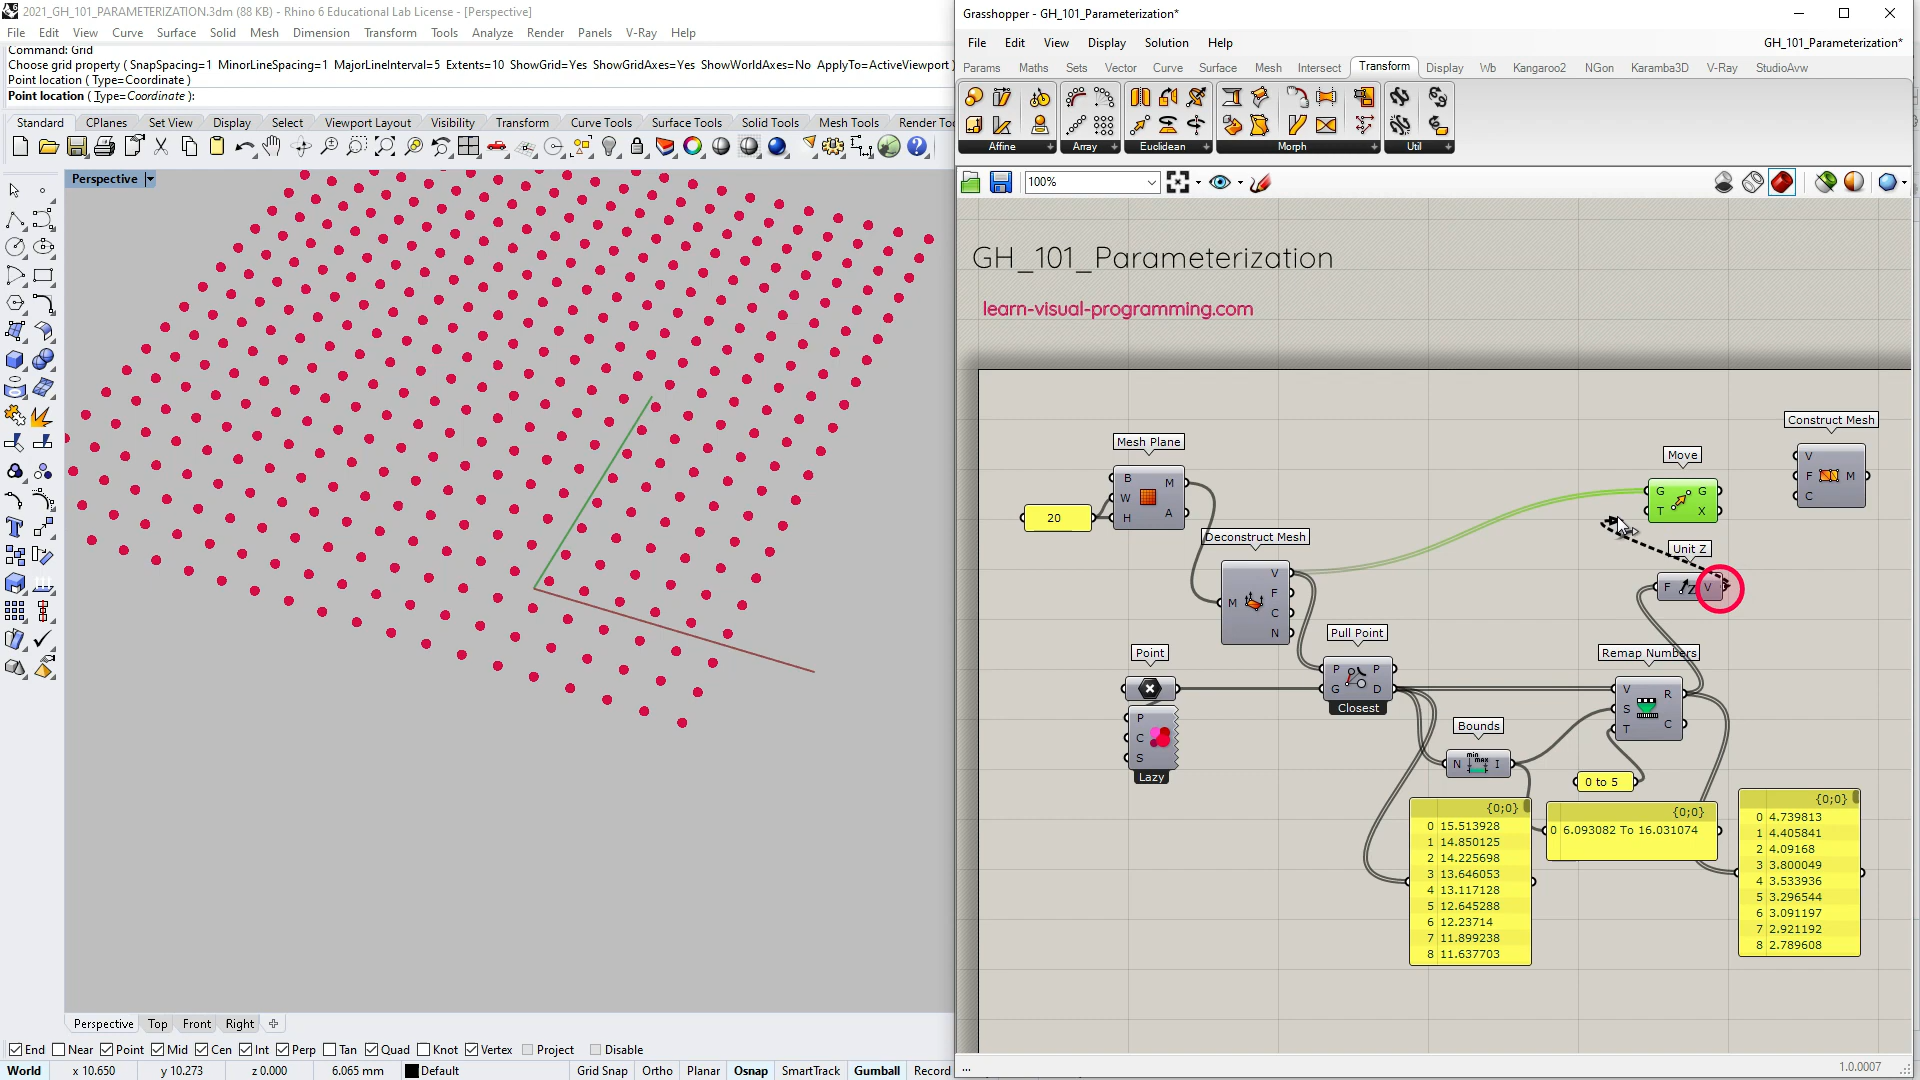 2021_GH_101_PARAMETERIZATION.3dm (88 KB) - Rhino 6 Educational Lab License - [Perspective]
File Edit View Curve Surface Solid Mesh Dimension Transform Tools Analyze Render Panels V-Ray Help
Command: Grid
Choose grid property ( SnapSpacing=1 MinorLineSpacing=1 MajorLineInterval=5 Extents=10 ShowGrid=Yes ShowGridAxes=Yes ShowWorldAxes=No ApplyTo=ActiveViewport
Point location ( Type=Coordinate )
Point location ( Type=Coordinate ):
Standard CPlanes Set View Display Select Viewport Layout Visibility Transform Curve Tools Surface Tools Solid Tools Mesh Tools Render To
Perspective
Perspective Top Front Right
End Near Point Mid Cen Int Perp Tan Quad Knot Vertex Project Disable
World x 10.650 y 10.273 z 0.000 6.065 mm Default Grid Snap Ortho Planar Osnap SmartTrack Gumball Record
Grasshopper - GH_101_Parameterization*
File Edit View Display Solution Help GH_101_Parameterization*
Params Maths Sets Vector Curve Surface Mesh Intersect Transform Display Wb Kangaroo2 NGon Karamba3D V-Ray StudioAvw
Affine Array Euclidean Morph Util
100%
GH_101_Parameterization
learn-visual-programming.com
Construct Mesh
V
F M
C
Mesh Plane
B M
W
H A
20
Move
G G
T X
Deconstruct Mesh
V
F
M C
N
Unit Z
F Z V
Pull Point
P P
G D
Closest
Point
P
C
S
Lazy
Remap Numbers
V R
S
T C
Bounds
N min max I
0 to 5
{0;0}
0 15.513928
1 14.850125
2 14.225698
3 13.646053
4 13.117128
5 12.645288
6 12.23714
7 11.899238
8 11.637703
{0;0}
0 6.093082 To 16.031074
{0;0}
0 4.739813
1 4.405841
2 4.09168
3 3.800049
4 3.533936
5 3.296544
6 3.091197
7 2.921192
8 2.789608
... 1.0.0007